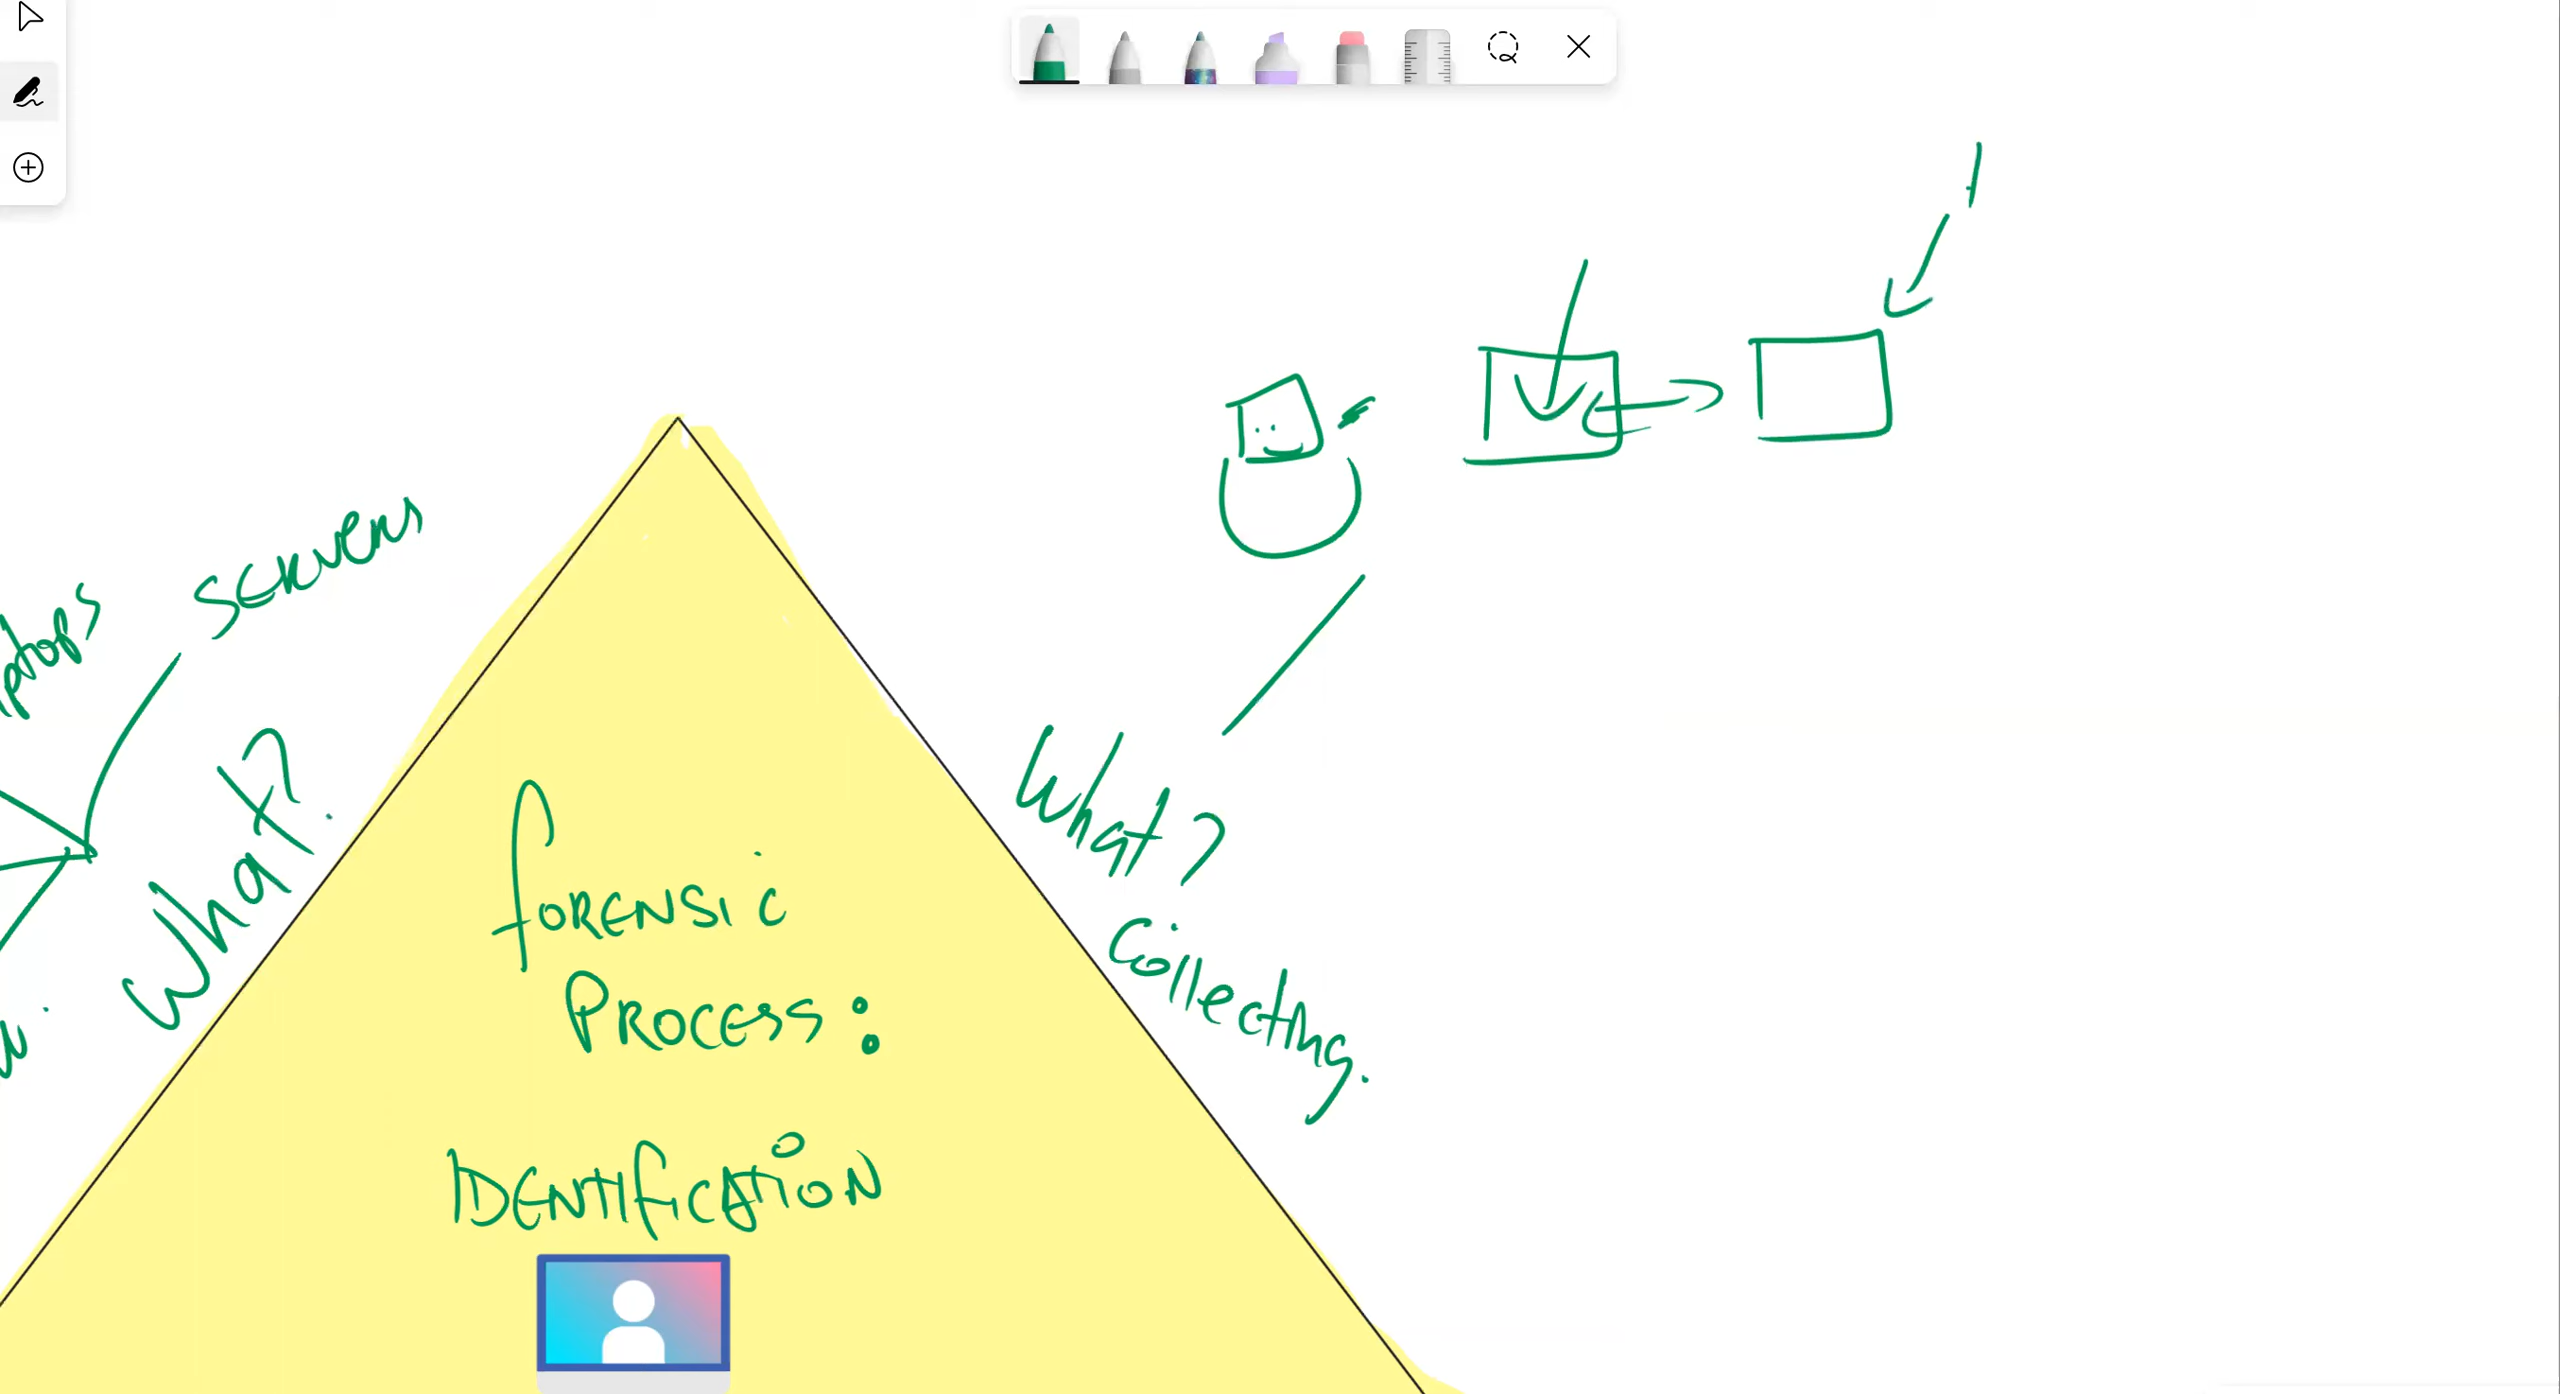 servers
What?
What?
Collecting.
Forensic
Process:
Identification